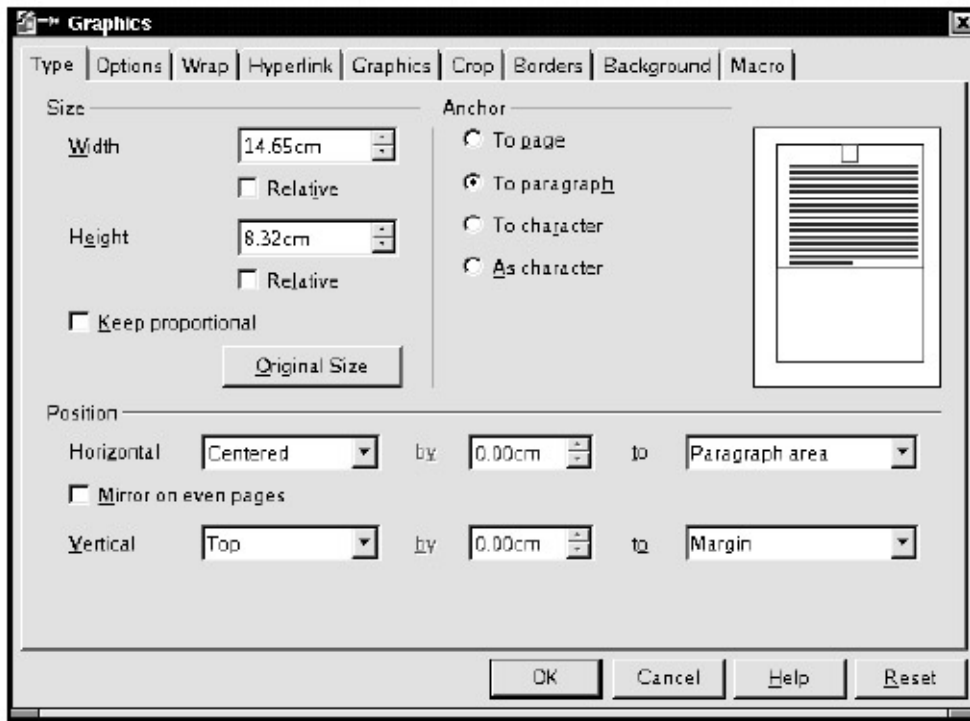 Graphics
Type Options Wrap Hyperlink Graphics Crop Borders Background Macro
Size
Width 14.65cm
Relative
Height 8.32cm
Relative
Keep proportional
Original Size
Anchor
To page
To paragraph
To character
As character
Position
Horizontal Centered by 0.00cm to Paragraph area
Mirror on even pages
Vertical Top by 0.00cm to Margin
OK Cancel Help Reset